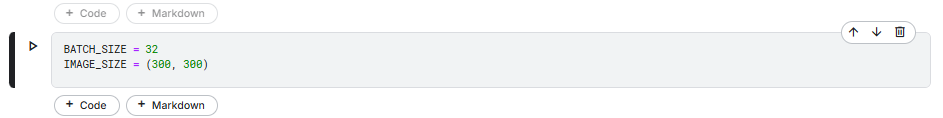 + Code + Markdown
BATCH_SIZE = 32
IMAGE_SIZE = (300, 300)
+ Code + Markdown